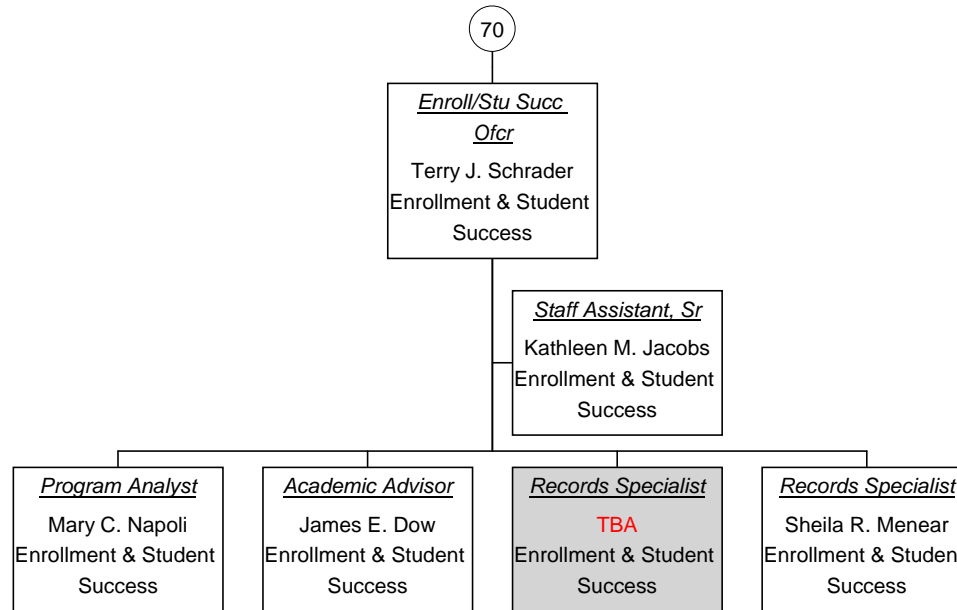 70
Enroll/Stu Succ
Ofcr
Terry J. Schrader
Enrollment & Student
Success
Staff Assistant, Sr
Kathleen M. Jacobs
Enrollment & Student
Success
Program Analyst
Mary C. Napoli
Enrollment & Student
Success
Academic Advisor
James E. Dow
Enrollment & Student
Success
Records Specialist
TBA
Enrollment & Student
Success
Records Specialist
Sheila R. Menear
Enrollment & Student
Success